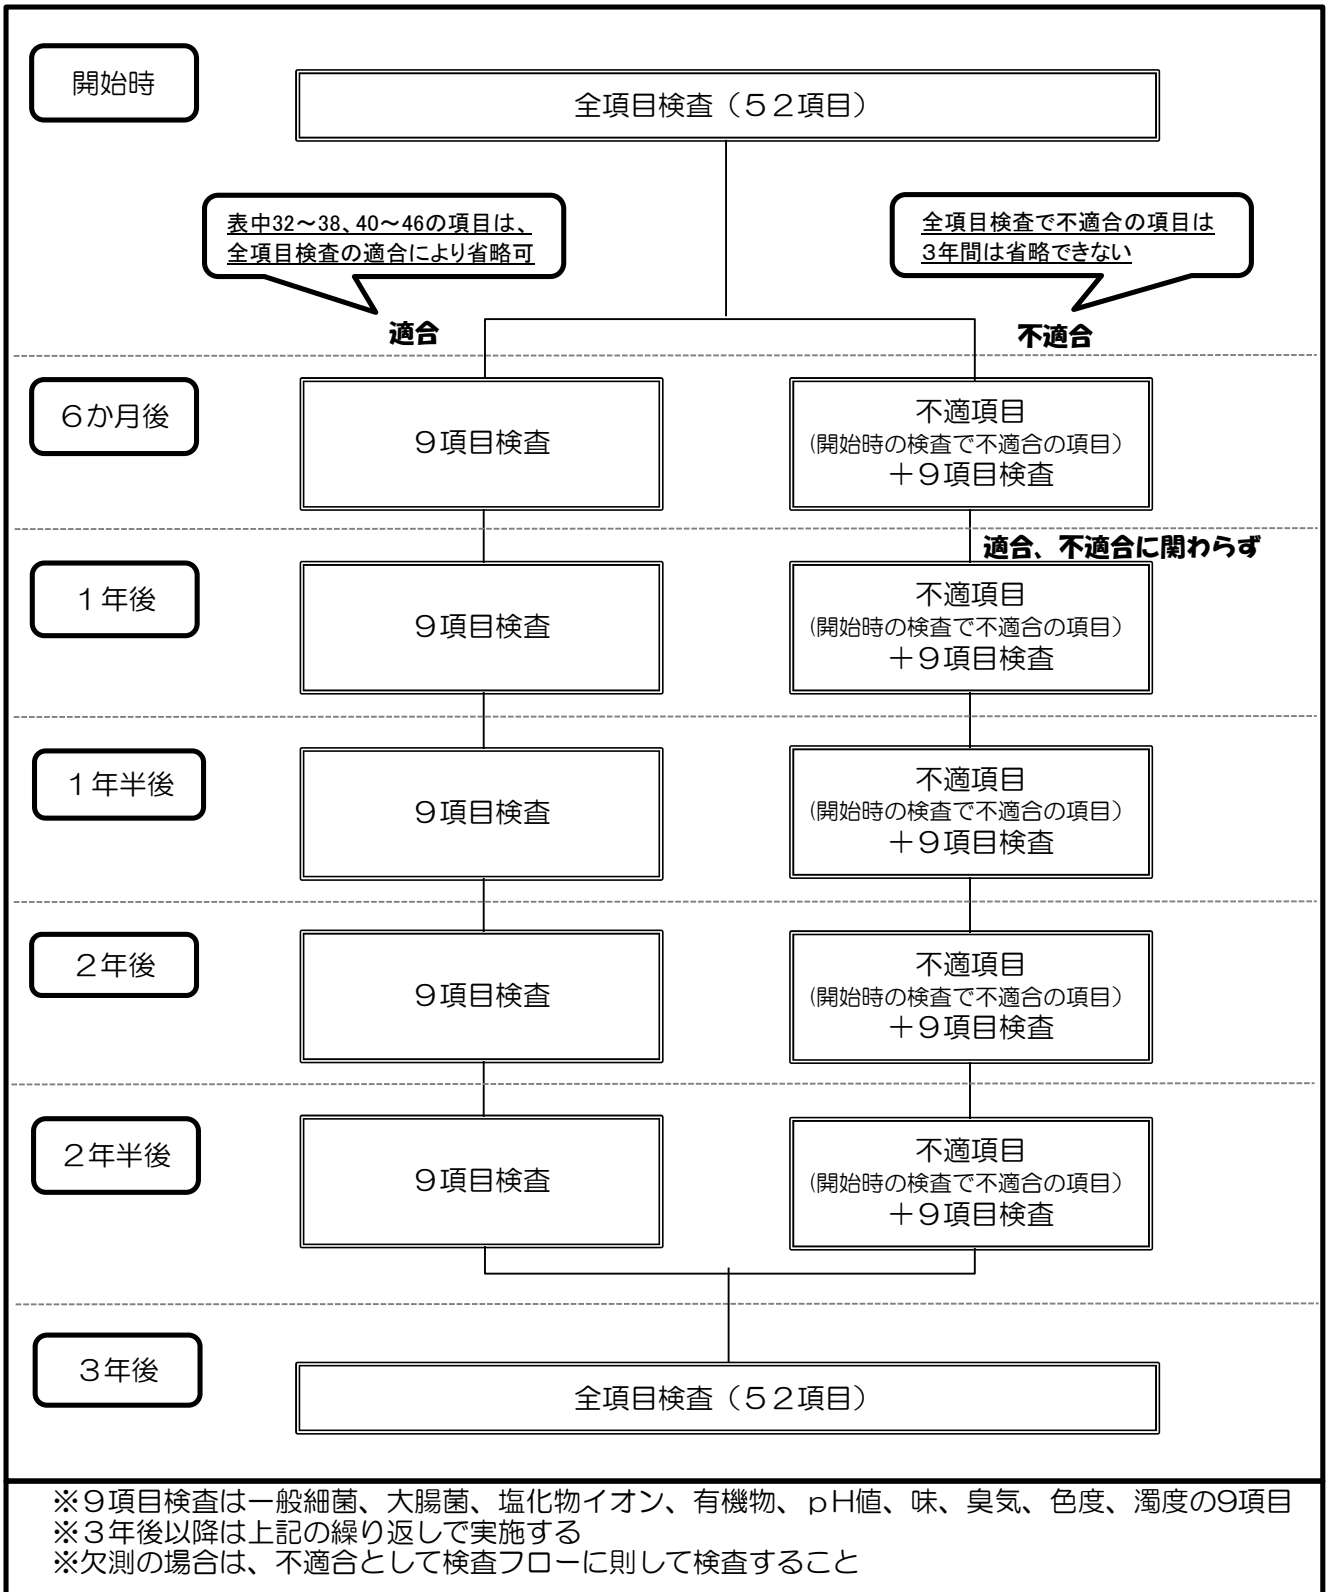 開始時
全項目検査（５２項目）
表中32～38、40～46の項目は、
全項目検査の適合により省略可
全項目検査で不適合の項目は
3年間は省略できない
適合
不適合
６か月後
９項目検査
不適項目
(開始時の検査で不適合の項目)
＋９項目検査
適合、不適合に関わらず
１年後
９項目検査
不適項目
(開始時の検査で不適合の項目)
＋９項目検査
１年半後
９項目検査
不適項目
(開始時の検査で不適合の項目)
＋９項目検査
２年後
９項目検査
不適項目
(開始時の検査で不適合の項目)
＋９項目検査
２年半後
９項目検査
不適項目
(開始時の検査で不適合の項目)
＋９項目検査
３年後
全項目検査（５２項目）
※９項目検査は一般細菌、大腸菌、塩化物イオン、有機物、ｐＨ値、味、臭気、色度、濁度の9項目
※３年後以降は上記の繰り返しで実施する
※欠測の場合は、不適合として検査フローに則して検査すること